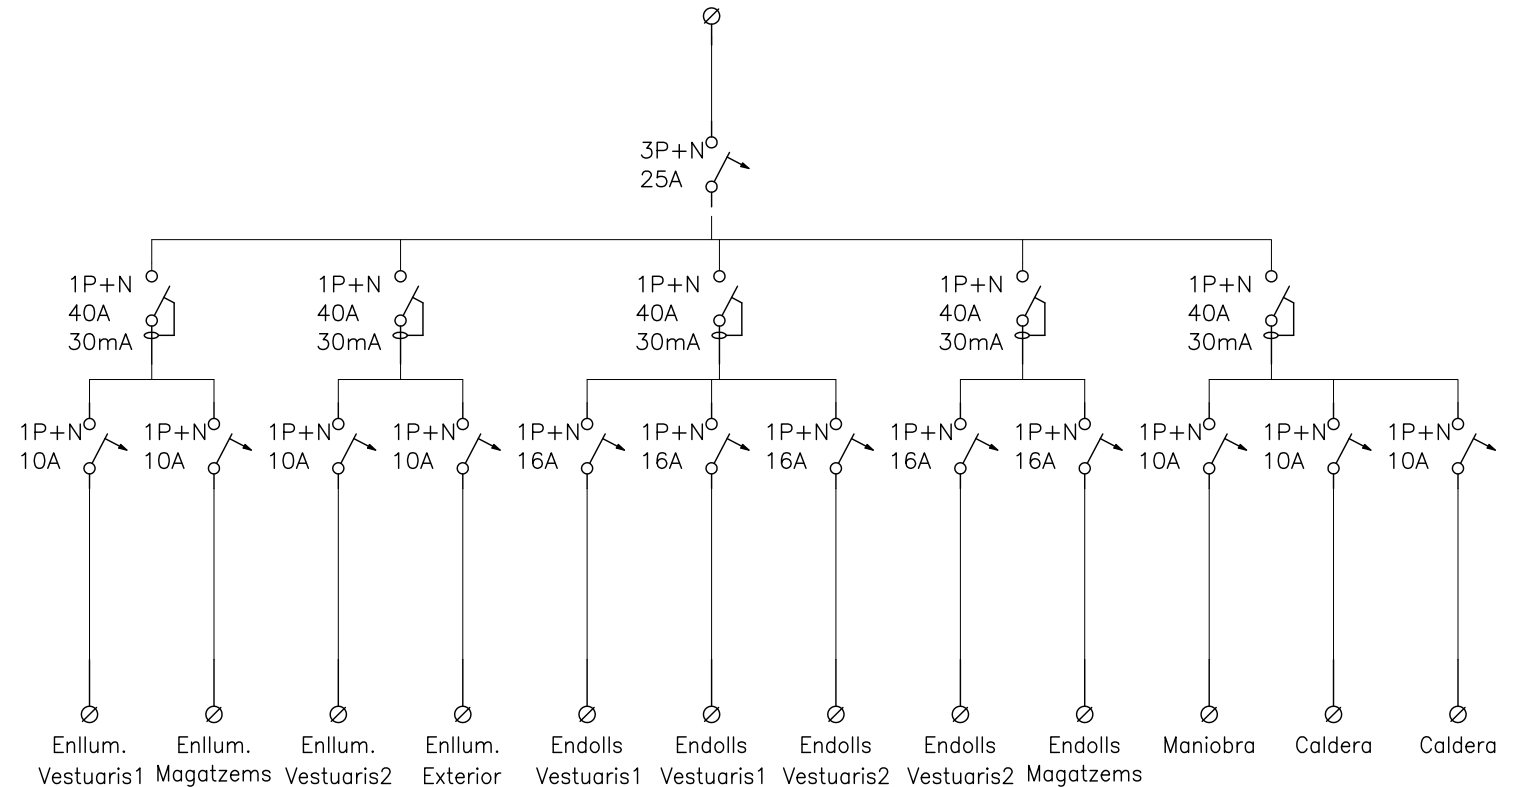 3P+N
25A
1P+N
40A
30mA
1P+N
40A
30mA
1P+N
40A
30mA
1P+N
40A
30mA
1P+N
40A
30mA
1P+N
10A
1P+N
10A
1P+N
10A
1P+N
10A
1P+N
16A
1P+N
16A
1P+N
16A
1P+N
16A
1P+N
16A
1P+N
10A
1P+N
10A
1P+N
10A
Enllum.
Vestuaris1
Enllum.
Magatzems
Enllum.
Vestuaris2
Enllum.
Exterior
Endolls
Vestuaris1
Endolls
Vestuaris1
Endolls
Vestuaris2
Endolls
Vestuaris2
Endolls
Magatzems
Maniobra
Caldera
Caldera